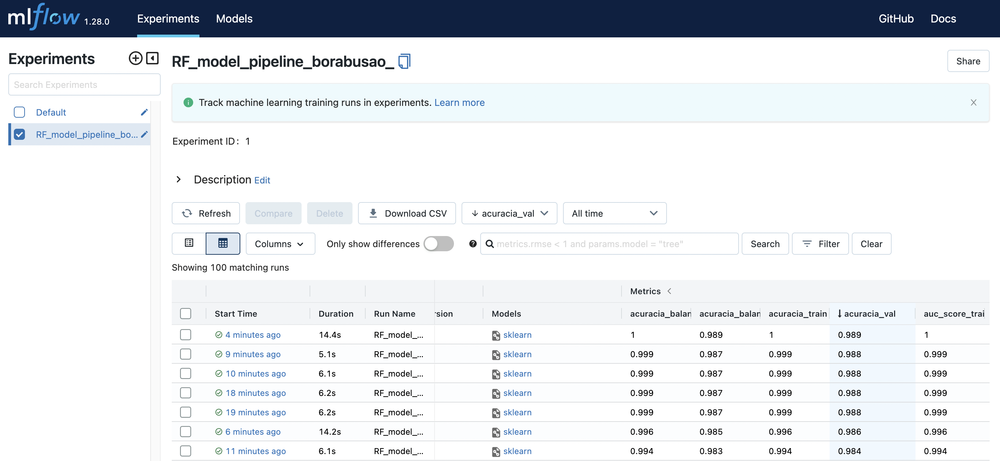 mlflow 1.28.0 Experiments Models GitHub Docs
Experiments
Search Experiments
Default
RF_model_pipeline_bo...
RF_model_pipeline_borabusao_
Share
Track machine learning training runs in experiments. Learn more
Experiment ID: 1
Description Edit
Refresh Compare Delete Download CSV acuracia_val All time
Columns Only show differences metrics.rmse < 1 and params.model = "tree" Search Filter Clear
Showing 100 matching runs
Metrics
Start Time Duration Run Name rsion Models acuracia_balan acuracia_balan acuracia_train acuracia_val auc_score_trai
4 minutes ago 14.4s RF_model_... sklearn 1 0.989 1 0.989 1
9 minutes ago 5.1s RF_model_... sklearn 0.999 0.987 0.999 0.988 0.999
10 minutes ago 6.1s RF_model_... sklearn 0.999 0.987 0.999 0.988 0.999
18 minutes ago 6.2s RF_model_... sklearn 0.999 0.987 0.999 0.988 0.999
19 minutes ago 6.2s RF_model_... sklearn 0.999 0.987 0.999 0.988 0.999
6 minutes ago 14.2s RF_model_... sklearn 0.996 0.985 0.996 0.986 0.996
11 minutes ago 6.1s RF_model_... sklearn 0.994 0.983 0.994 0.984 0.994